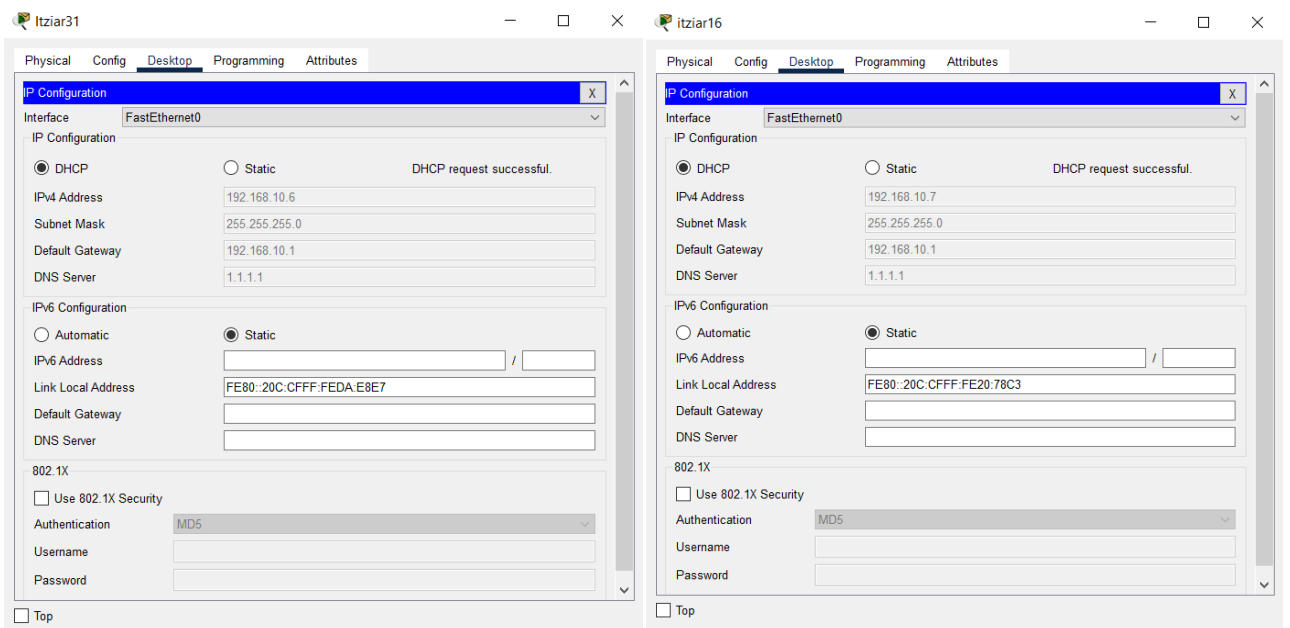 Itziar31
Physical Config Desktop Programming Attributes
IP Configuration X
Interface FastEthernet0
IP Configuration
DHCP Static DHCP request successful.
IPv4 Address 192.168.10.6
Subnet Mask 255.255.255.0
Default Gateway 192.168.10.1
DNS Server 1.1.1.1
IPv6 Configuration
Automatic Static
IPv6 Address /
Link Local Address FE80::20C:CFFF:FEDA:E8E7
Default Gateway
DNS Server
802.1X
Use 802.1X Security
Authentication MD5
Username
Password
Top
itziar16
Physical Config Desktop Programming Attributes
IP Configuration X
Interface FastEthernet0
IP Configuration
DHCP Static DHCP request successful.
IPv4 Address 192.168.10.7
Subnet Mask 255.255.255.0
Default Gateway 192.168.10.1
DNS Server 1.1.1.1
IPv6 Configuration
Automatic Static
IPv6 Address /
Link Local Address FE80::20C:CFFF:FE20:78C3
Default Gateway
DNS Server
802.1X
Use 802.1X Security
Authentication MD5
Username
Password
Top